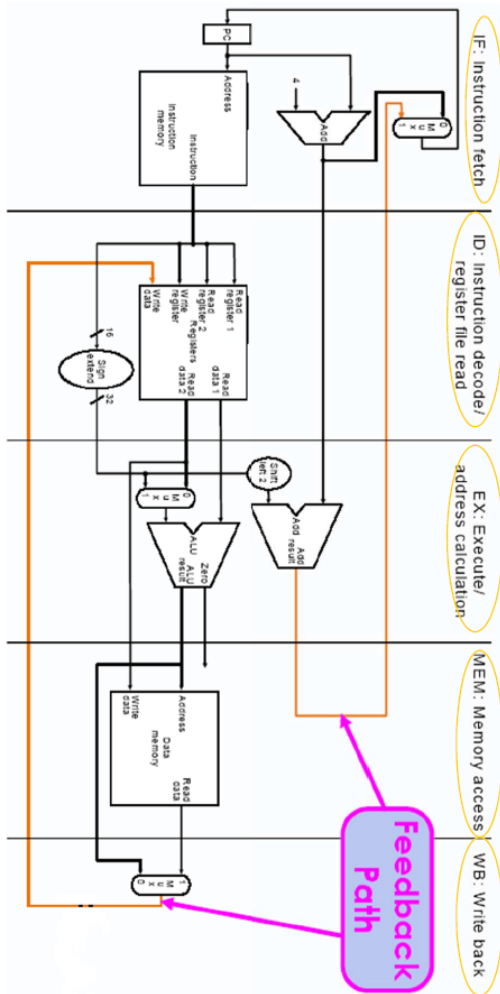 IF: Instruction fetch
ID: Instruction decode/
register file read
EX: Execute/
address calculation
MEM: Memory access
WB: Write back
0
M
u
x
1
Add
4
PC
Address
Instruction
Instruction
memory
Read
register 1
Read
register 2
Write
register
Write
data
Registers
Read
data 1
Read
data 2
16
Sign
extend
32
Shift
left 2
Add
Add
result
0
M
u
x
1
Zero
ALU
ALU
result
Address
Data
memory
Read
data
Write
data
1
M
u
x
0
Feedback
Path